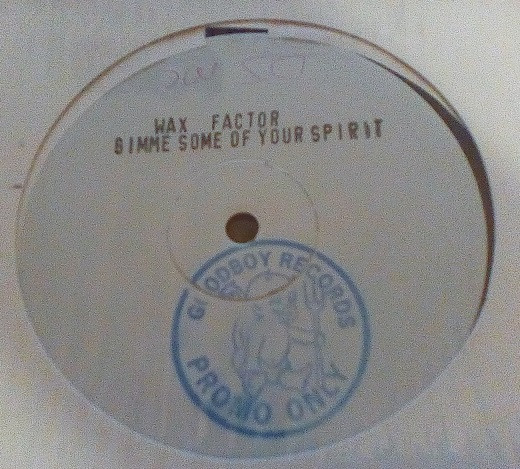 WAX FACTOR
GIMME SOME OF YOUR SPIRIT
GOODBOY RECORDS
PROMO ONLY